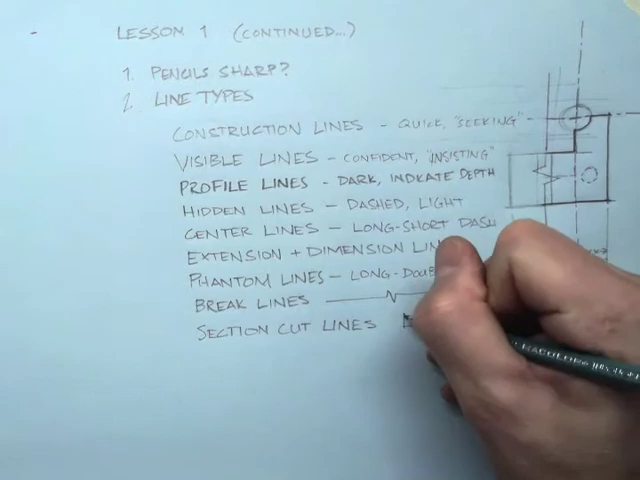 LESSON 1 (CONTINUED...)
1. PENCILS SHARP?
2. LINE TYPES
CONSTRUCTION LINES - QUICK, "SEEKING"
VISIBLE LINES - CONFIDENT, "INSISTING"
PROFILE LINES - DARK, INDICATE DEPTH
HIDDEN LINES - DASHED, LIGHT
CENTER LINES - LONG-SHORT DASH
EXTENSION + DIMENSION LIN
PHANTOM LINES - LONG-DOUB
BREAK LINES
SECTION CUT LINES